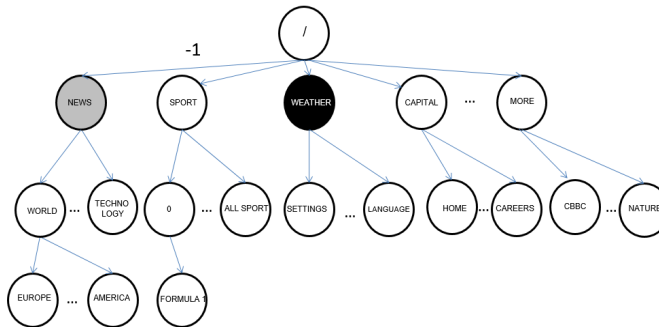 /
-1
NEWS
SPORT
WEATHER
CAPITAL
...
MORE
WORLD
...
TECHNO
LOGY
0
...
ALL SPORT
SETTINGS
...
LANGUAGE
HOME
...
CAREERS
CBBC
...
NATURE
EUROPE
...
AMERICA
FORMULA 1